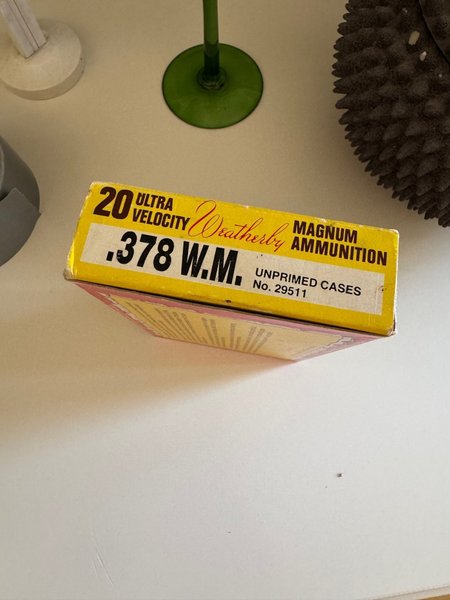 20 ULTRA VELOCITY Weatherby MAGNUM AMMUNITION
.378 W.M. UNPRIMED CASES
No. 29511